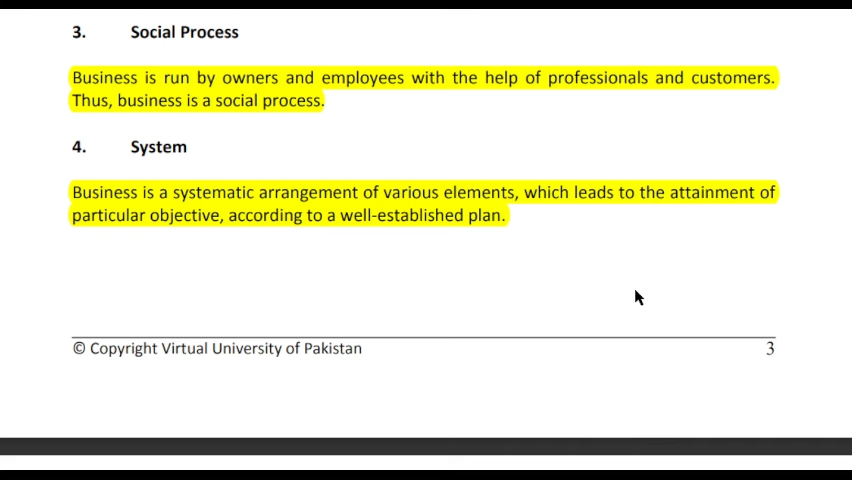 3. Social Process
Business is run by owners and employees with the help of professionals and customers.
Thus, business is a social process.
4. System
Business is a systematic arrangement of various elements, which leads to the attainment of
particular objective, according to a well-established plan.
© Copyright Virtual University of Pakistan 3